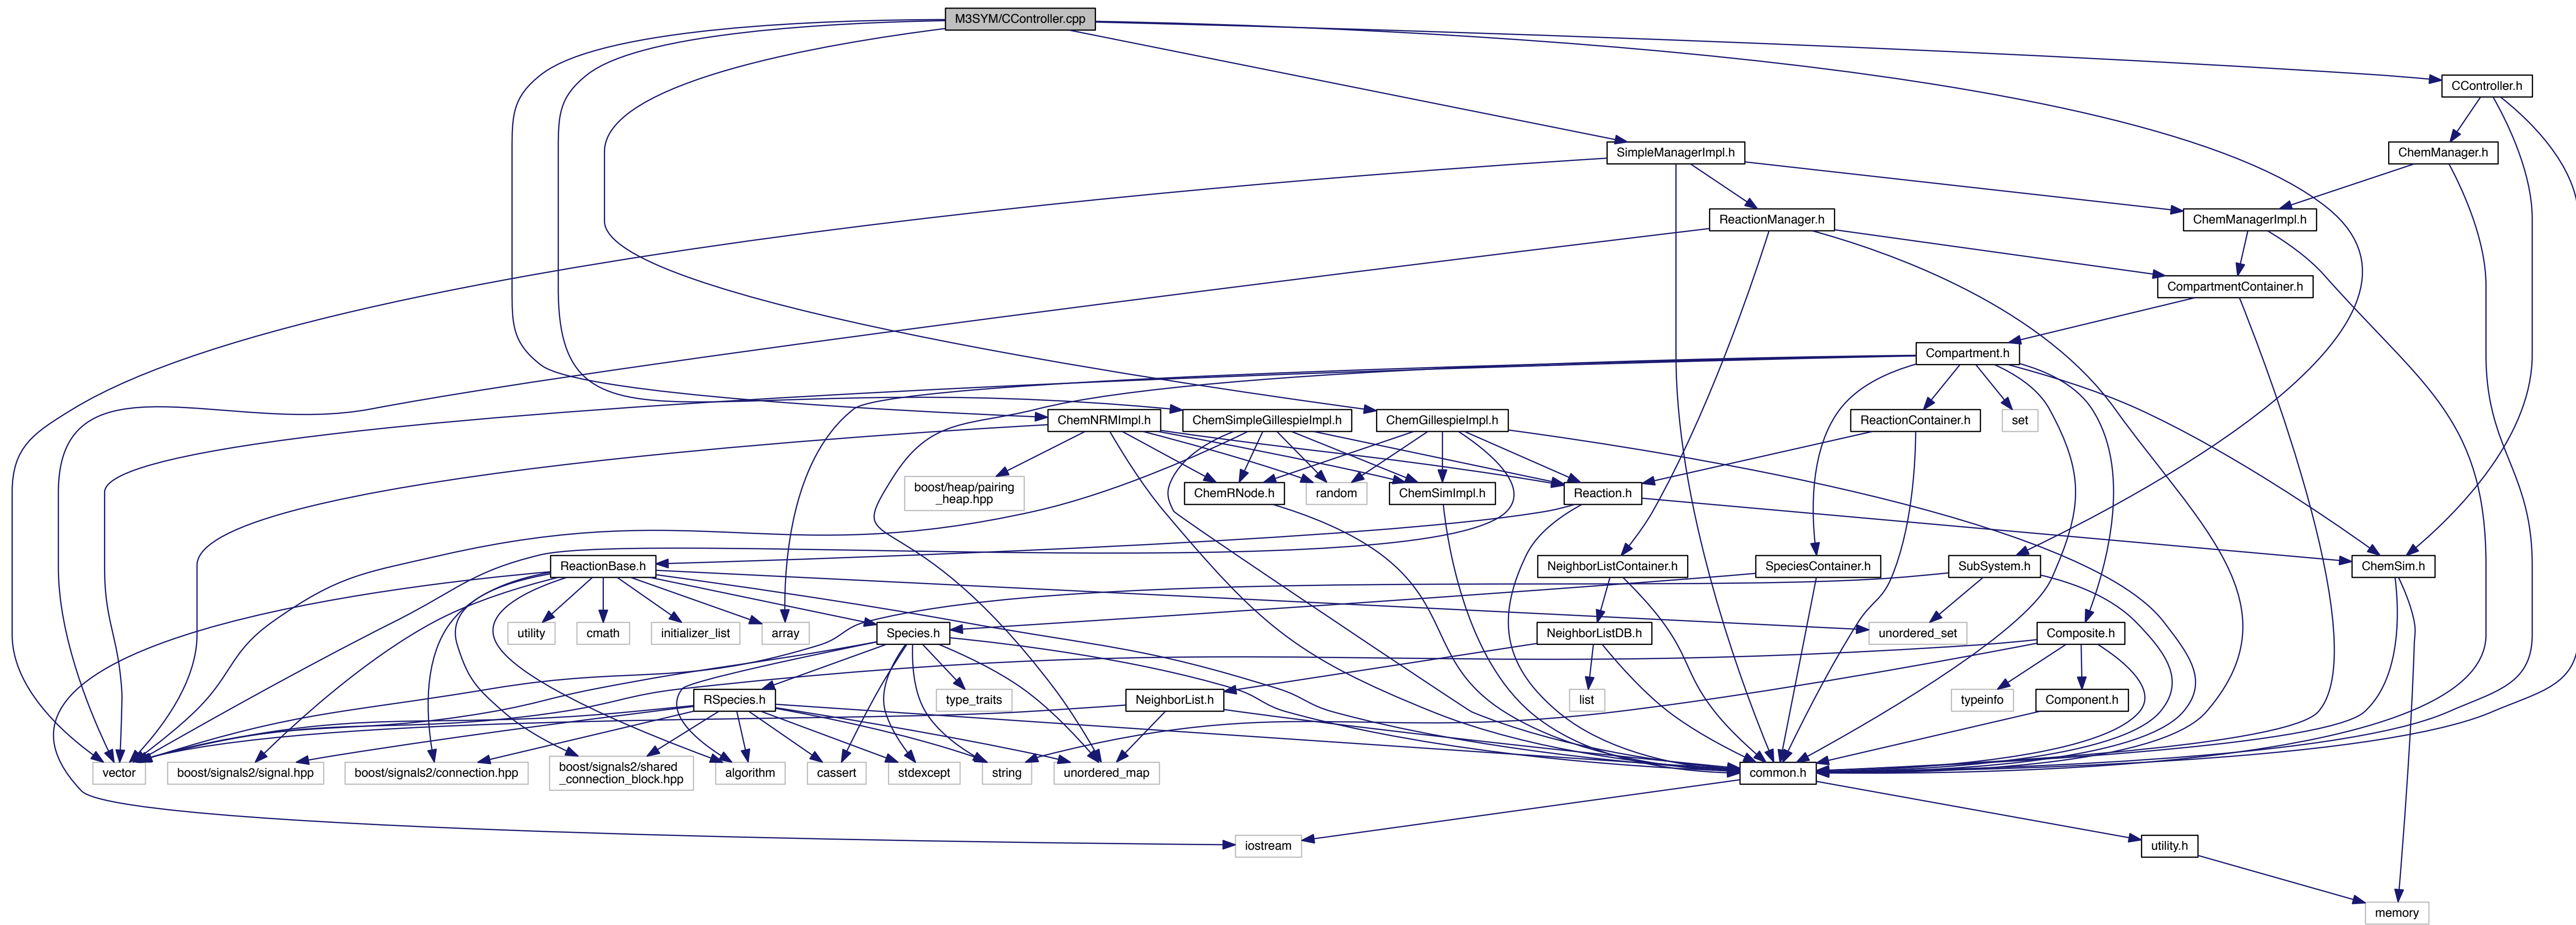 M3SYM/CController.cpp
CController.h
SimpleManagerImpl.h
ChemManager.h
ReactionManager.h
ChemManagerImpl.h
CompartmentContainer.h
Compartment.h
ChemNRMImpl.h
ChemSimpleGillespieImpl.h
ChemGillespieImpl.h
ReactionContainer.h
set
boost/heap/pairing
_heap.hpp
ChemRNode.h
random
ChemSimImpl.h
Reaction.h
ReactionBase.h
NeighborListContainer.h
SpeciesContainer.h
SubSystem.h
ChemSim.h
utility
cmath
initializer_list
array
Species.h
NeighborListDB.h
unordered_set
Composite.h
RSpecies.h
type_traits
NeighborList.h
list
typeinfo
Component.h
vector
boost/signals2/signal.hpp
boost/signals2/connection.hpp
boost/signals2/shared
_connection_block.hpp
algorithm
cassert
stdexcept
string
unordered_map
common.h
iostream
utility.h
memory